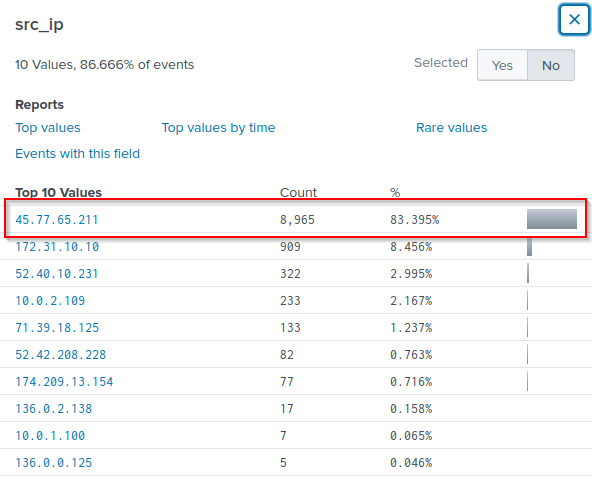 src_ip
10 Values, 86.666% of events
Selected Yes No
Reports
Top values Top values by time Rare values
Events with this field
Top 10 Values Count %
45.77.65.211 8,965 83.395%
172.31.10.10 909 8.456%
52.40.10.231 322 2.995%
10.0.2.109 233 2.167%
71.39.18.125 133 1.237%
52.42.208.228 82 0.763%
174.209.13.154 77 0.716%
136.0.2.138 17 0.158%
10.0.1.100 7 0.065%
136.0.0.125 5 0.046%